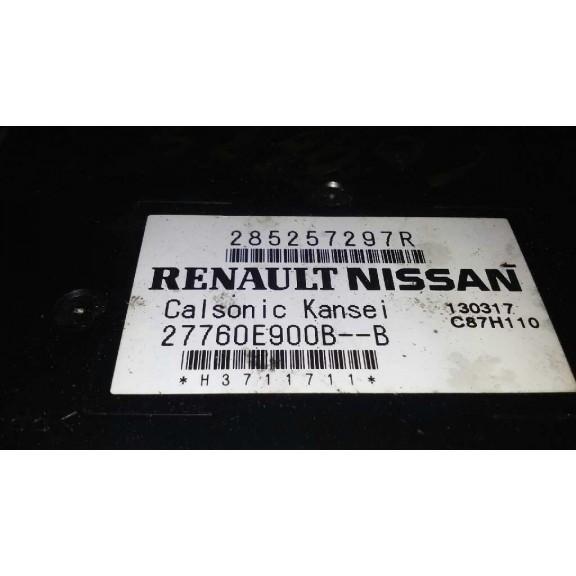 285257297R
RENAULT NISSAN
Calsonic Kansei 130317
27760E900B--B C87H110
*H3711711*